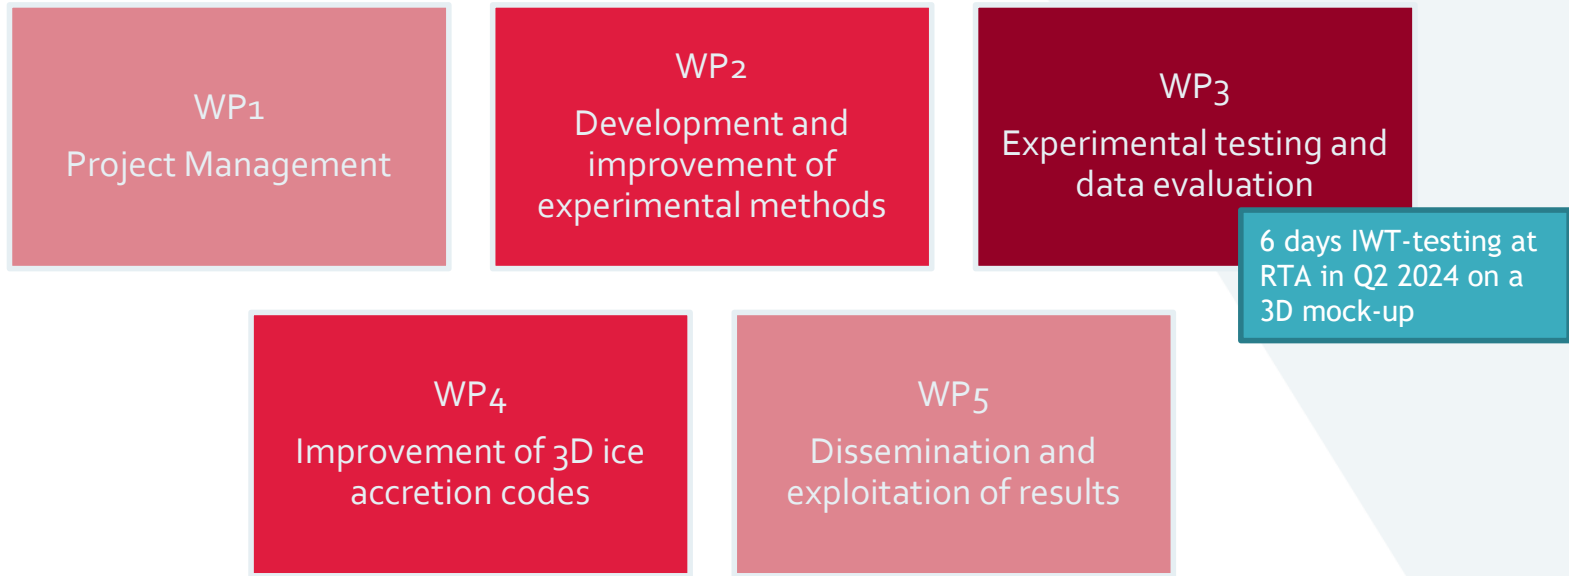 WP1
Project Management
WP2
Development and
improvement of
experimental methods
WP3
Experimental testing and
data evaluation
6 days IWT-testing at
RTA in Q2 2024 on a
3D mock-up
WP4
Improvement of 3D ice
accretion codes
WP5
Dissemination and
exploitation of results